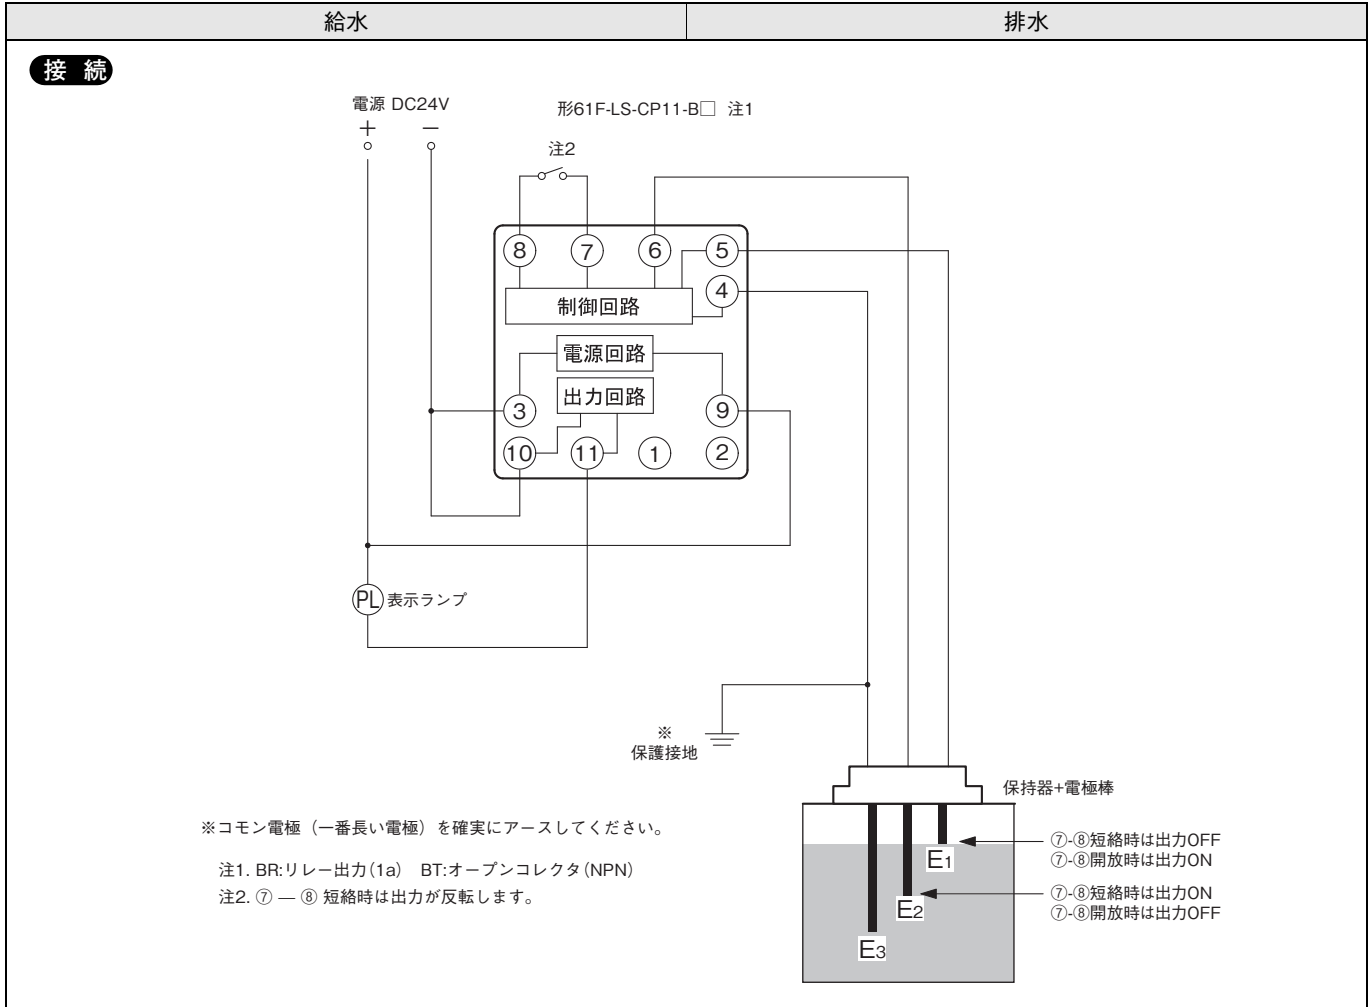 給水
排水
接 続
電源 DC24V
形61F-LS-CP11-B□ 注1
+ −
注2
⑧ ⑦ ⑥ ⑤
④
制御回路
電源回路
出力回路
③ ⑨
⑩ ⑪ ① ②
PL 表示ランプ
※
保護接地
保持器+電極棒
※コモン電極(一番長い電極)を確実にアースしてください。
注1. BR:リレー出力(1a) BT:オープンコレクタ(NPN)
注2. ⑦ — ⑧ 短絡時は出力が反転します。
E1
E2
E3
⑦-⑧短絡時は出力OFF
⑦-⑧開放時は出力ON
⑦-⑧短絡時は出力ON
⑦-⑧開放時は出力OFF